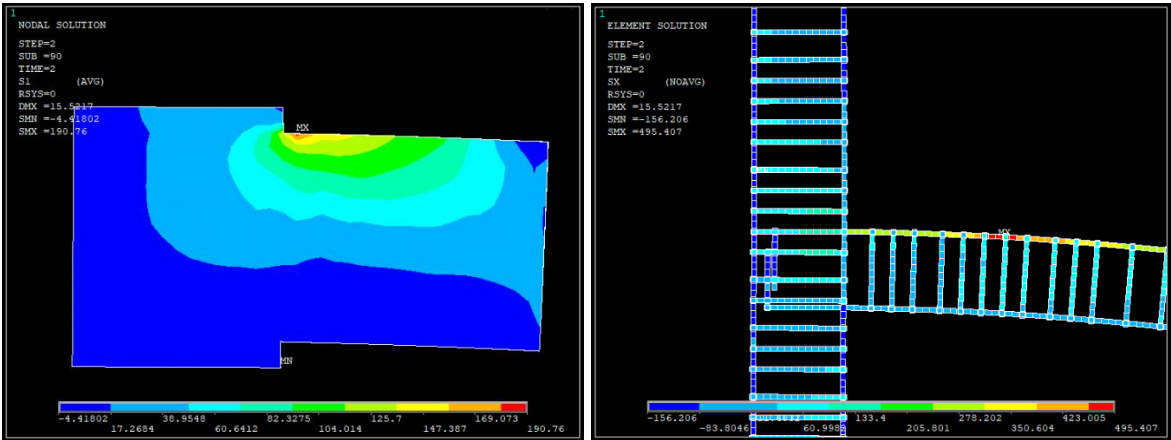 1
NODAL SOLUTION
STEP=2
SUB =90
TIME=2
S1 (AVG)
RSYS=0
DMX =15.5217
SMN =-4.41802
SMX =190.76
MX
MN
-4.41802 38.9548 82.3275 125.7 169.073
17.2684 60.6412 104.014 147.387 190.76
1
ELEMENT SOLUTION
STEP=2
SUB =90
TIME=2
SX (NOAVG)
RSYS=0
DMX =15.5217
SMN =-156.206
SMX =495.407
MX
-156.206 133.4 278.202 423.005
-83.8046 205.801 350.604 495.407